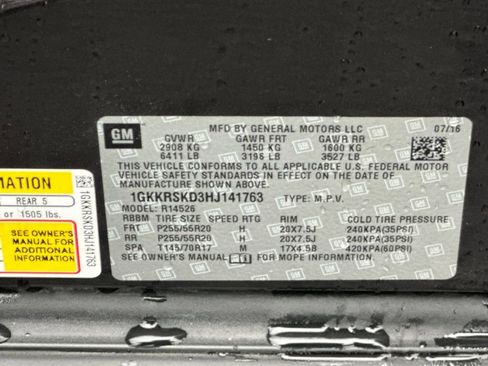 GM
MFD BY GENERAL MOTORS LLC 07/16
GVWR GAWR FRT GAWR RR
2908 KG 1450 KG 1600 KG
6411 LB 3196 LB 3527 LB
THIS VEHICLE CONFORMS TO ALL APPLICABLE U.S. FEDERAL MOTOR
VEHICLE SAFETY STANDARDS IN EFFECT ON THE DATE OF
MANUFACTURE SHOWN ABOVE.
1GKKRSKD3HJ141763 TYPE: M.P.V.
MODEL: R14526
RBBM TIRE SIZE SPEED RTG RIM COLD TIRE PRESSURE
FRT P255/55R20 H 20X7.5J 240KPA(35PSI)
RR P255/55R20 H 20X7.5J 240KPA(35PSI)
SPA T145/70R17 M 17X4.5B 420KPA(60PSI)
SEE OWNER'S MANUAL FOR MORE INFORMATION.
MATION
REAR 5
or 1505 lbs.
SEE OWNER'S
MANUAL FOR
ADDITIONAL
INFORMATION
1GKKRSKD3HJ141763